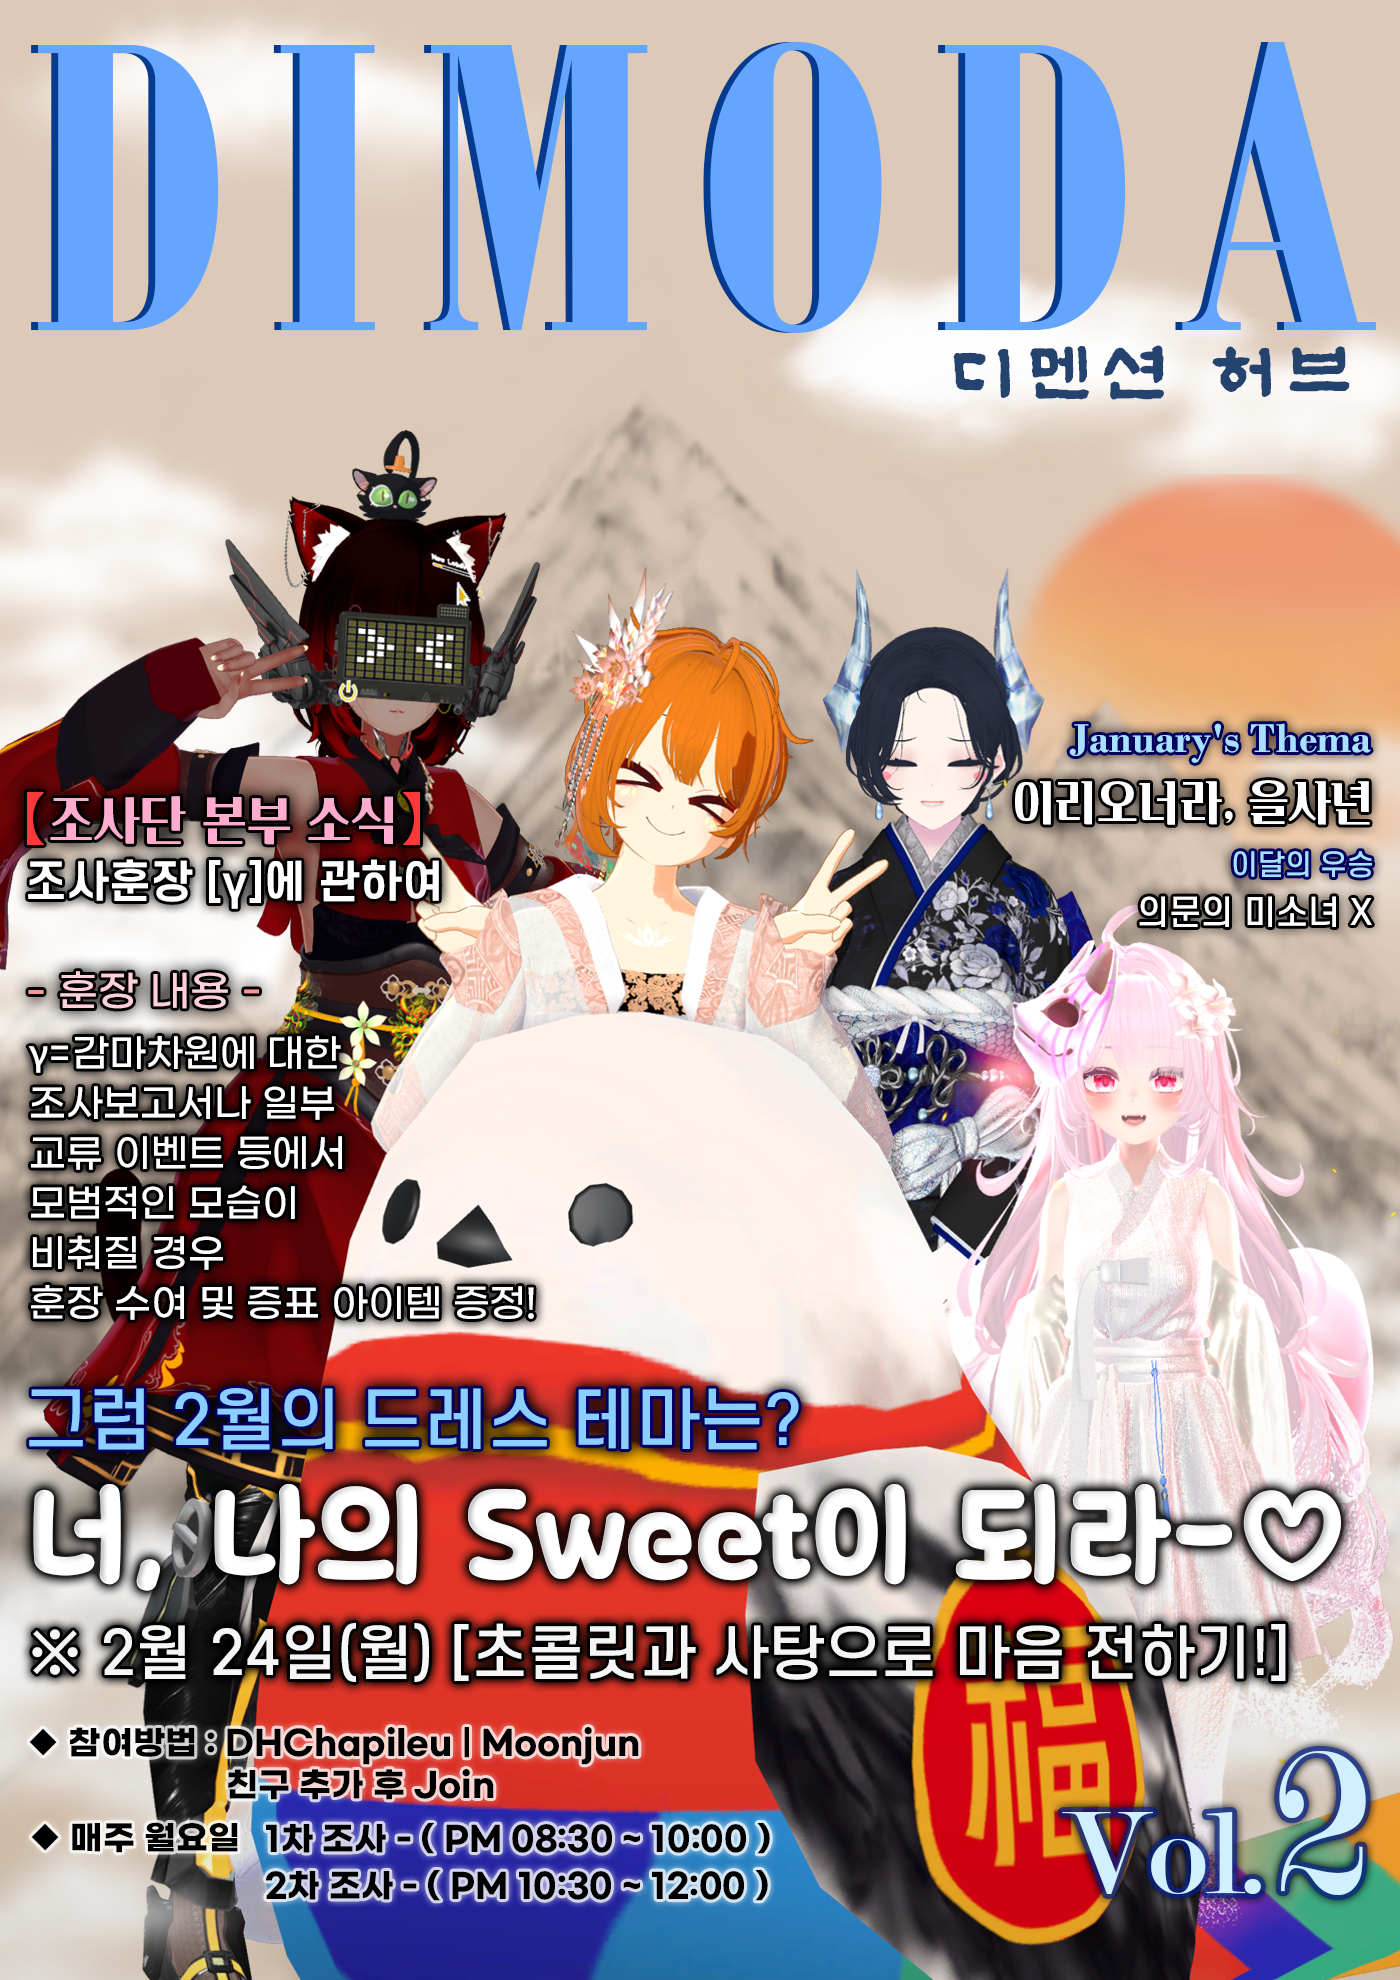 DIMODA
디멘션 허브
January's Thema
이리오너라, 을사년
이달의 우승
의문의 미소녀 X
【조사단 본부 소식】
조사훈장 [γ]에 관하여
- 훈장 내용 -
γ=감마차원에 대한
조사보고서나 일부
교류 이벤트 등에서
모범적인 모습이
비춰질 경우
훈장 수여 및 증표 아이템 증정!
그럼 2월의 드레스 테마는?
너, 나의 Sweet이 되라-♡
※ 2월 24일(월) [초콜릿과 사탕으로 마음 전하기!]
◆ 참여방법 : DHChapileu | Moonjun
친구 추가 후 Join
◆ 매주 월요일 1차 조사 - ( PM 08:30 ~ 10:00 )
2차 조사 - ( PM 10:30 ~ 12:00 )
福
Vol.2